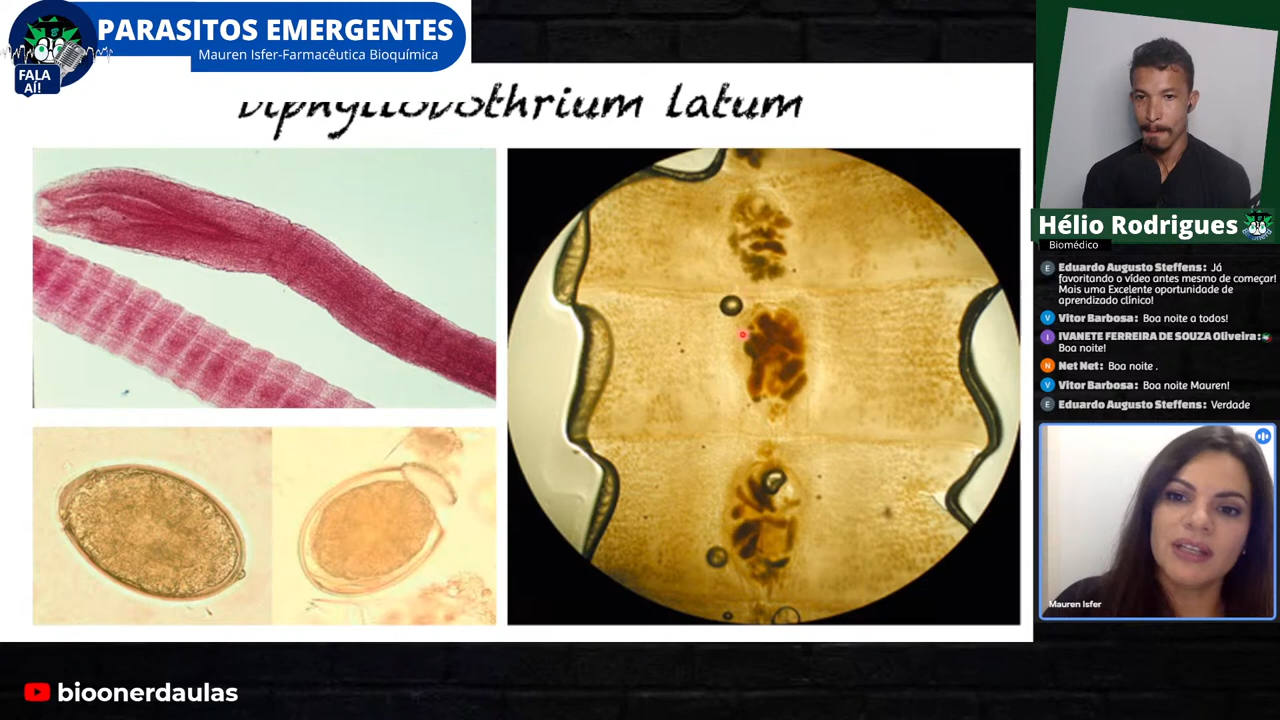 PARASITOS EMERGENTES
Mauren Isfer-Farmacêutica Bioquímica
FALA
AÍ!
Diphyllobothrium latum
Hélio Rodrigues
Biomédico
E Eduardo Augusto Steffens: Já
favoritando o vídeo antes mesmo de começar!
Mais uma Excelente oportunidade de
aprendizado clínico!
V Vitor Barbosa: Boa noite a todos!
I IVANETE FERREIRA DE SOUZA Oliveira:
Boa noite!
N Net Net: Boa noite .
V Vitor Barbosa: Boa noite Mauren!
E Eduardo Augusto Steffens: Verdade
Mauren Isfer
bioonerdaulas